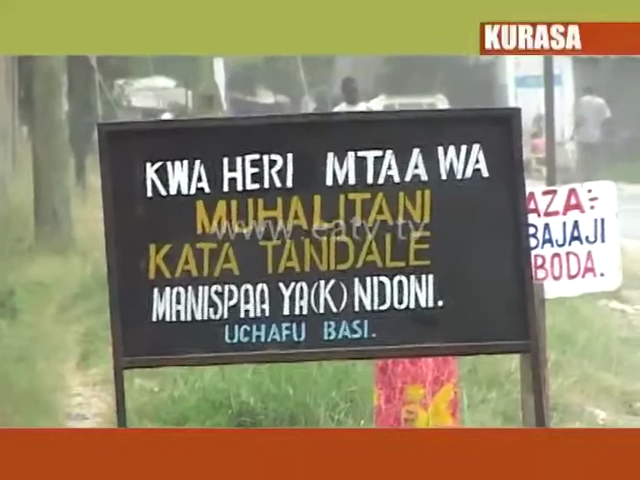 KURASA
KWA HERI MTAA WA
MUHALITANI
www.eatv.tv
KATA TANDALE
MANISPAA YA(K)NDONI.
UCHAFU BASI.
AZA:-
BAJAJI
BODA.